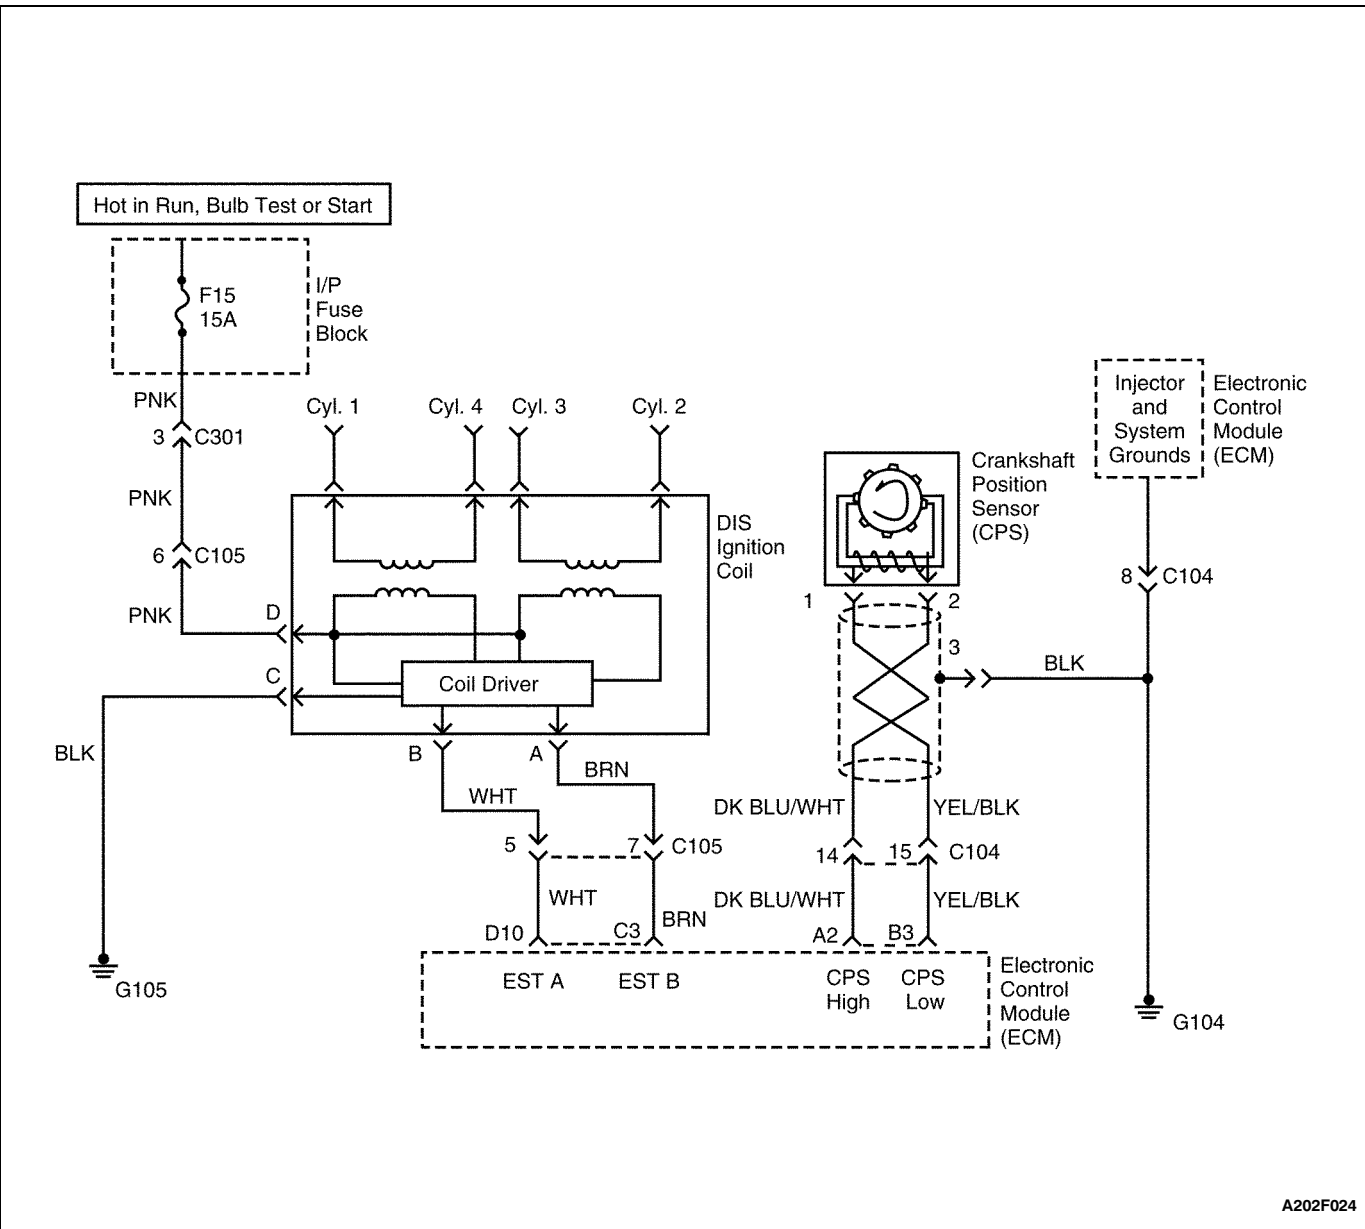 Hot in Run, Bulb Test or Start
F15
15A
I/P
Fuse
Block
PNK
3
C301
PNK
6
C105
PNK
Cyl. 1
Cyl. 4
Cyl. 3
Cyl. 2
DIS
Ignition
Coil
D
C
Coil Driver
B
A
BLK
G105
WHT
BRN
5
7
C105
WHT
BRN
D10
C3
EST A
EST B
Crankshaft
Position
Sensor
(CPS)
1
2
3
BLK
DK BLU/WHT
YEL/BLK
14
15
C104
DK BLU/WHT
YEL/BLK
A2
B3
CPS
High
CPS
Low
Electronic
Control
Module
(ECM)
Injector
and
System
Grounds
Electronic
Control
Module
(ECM)
8
C104
G104
A202F024